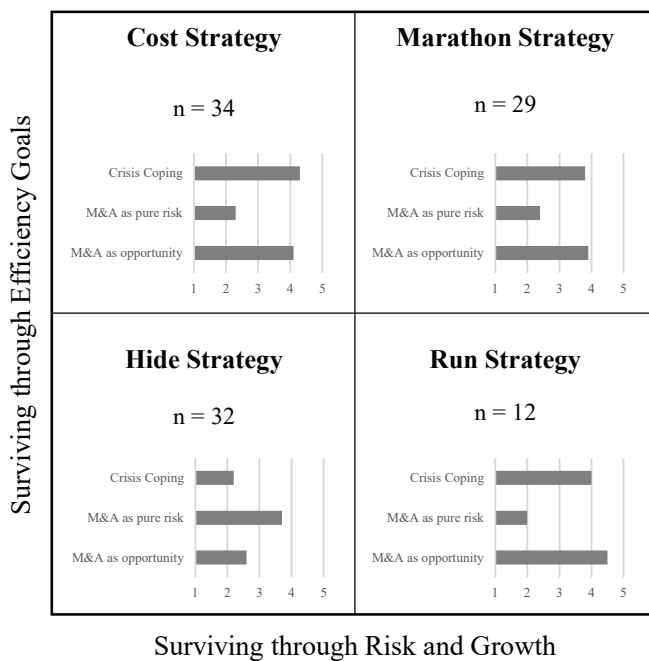 Surviving through Efficiency Goals
Cost Strategy
n = 34
Crisis Coping
M&A as pure risk
M&A as opportunity
1 2 3 4 5
Marathon Strategy
n = 29
Crisis Coping
M&A as pure risk
M&A as opportunity
1 2 3 4 5
Hide Strategy
n = 32
Crisis Coping
M&A as pure risk
M&A as opportunity
1 2 3 4 5
Run Strategy
n = 12
Crisis Coping
M&A as pure risk
M&A as opportunity
1 2 3 4 5
Surviving through Risk and Growth